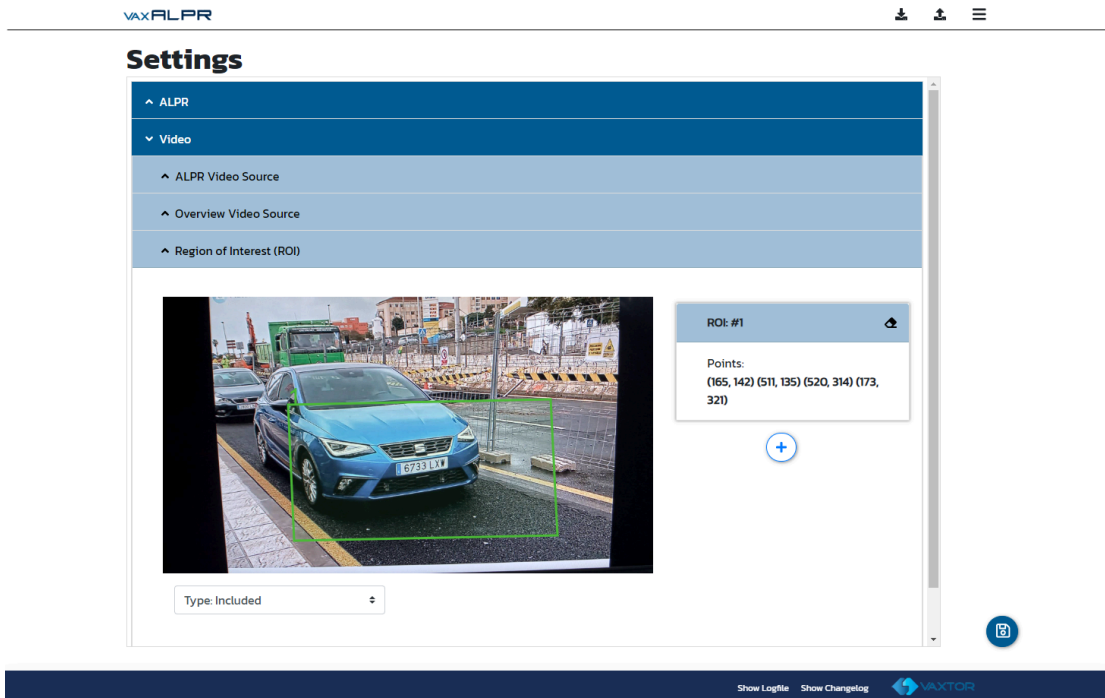 VAXALPR
Settings
ALPR
Video
ALPR Video Source
Overview Video Source
Region of Interest (ROI)
ROI: #1
Points:
(165, 142) (511, 135) (520, 314) (173,
321)
6733 LXW
Type: Included
Show Logfile Show Changelog VAXTOR